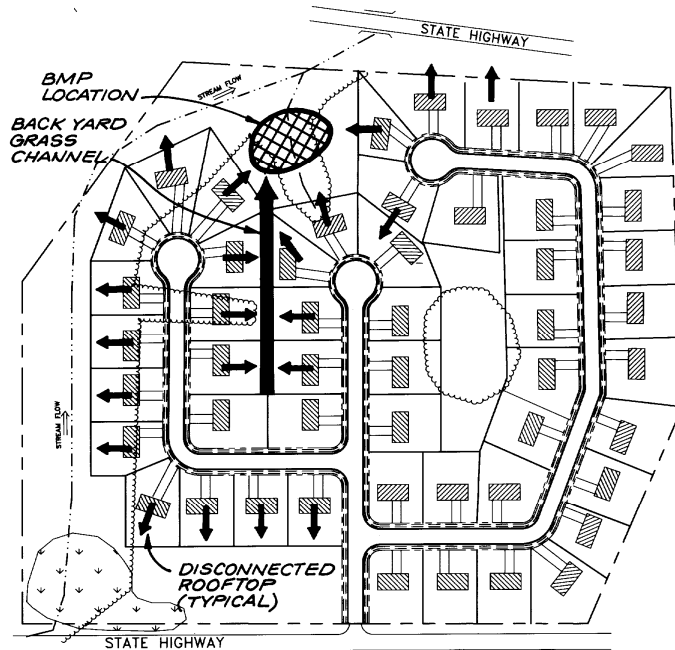 STATE HIGHWAY
BMP
LOCATION
STREAM FLOW
BACK YARD
GRASS
CHANNEL
STREAM FLOW
DISCONNECTED
ROOFTOP
(TYPICAL)
STATE HIGHWAY